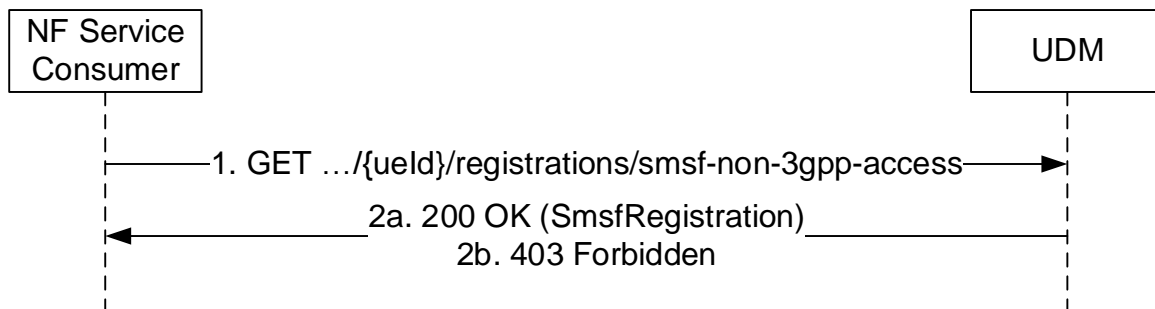 NF Service
Consumer
UDM
1. GET …/{ueId}/registrations/smsf-non-3gpp-access
2a. 200 OK (SmsfRegistration)
2b. 403 Forbidden